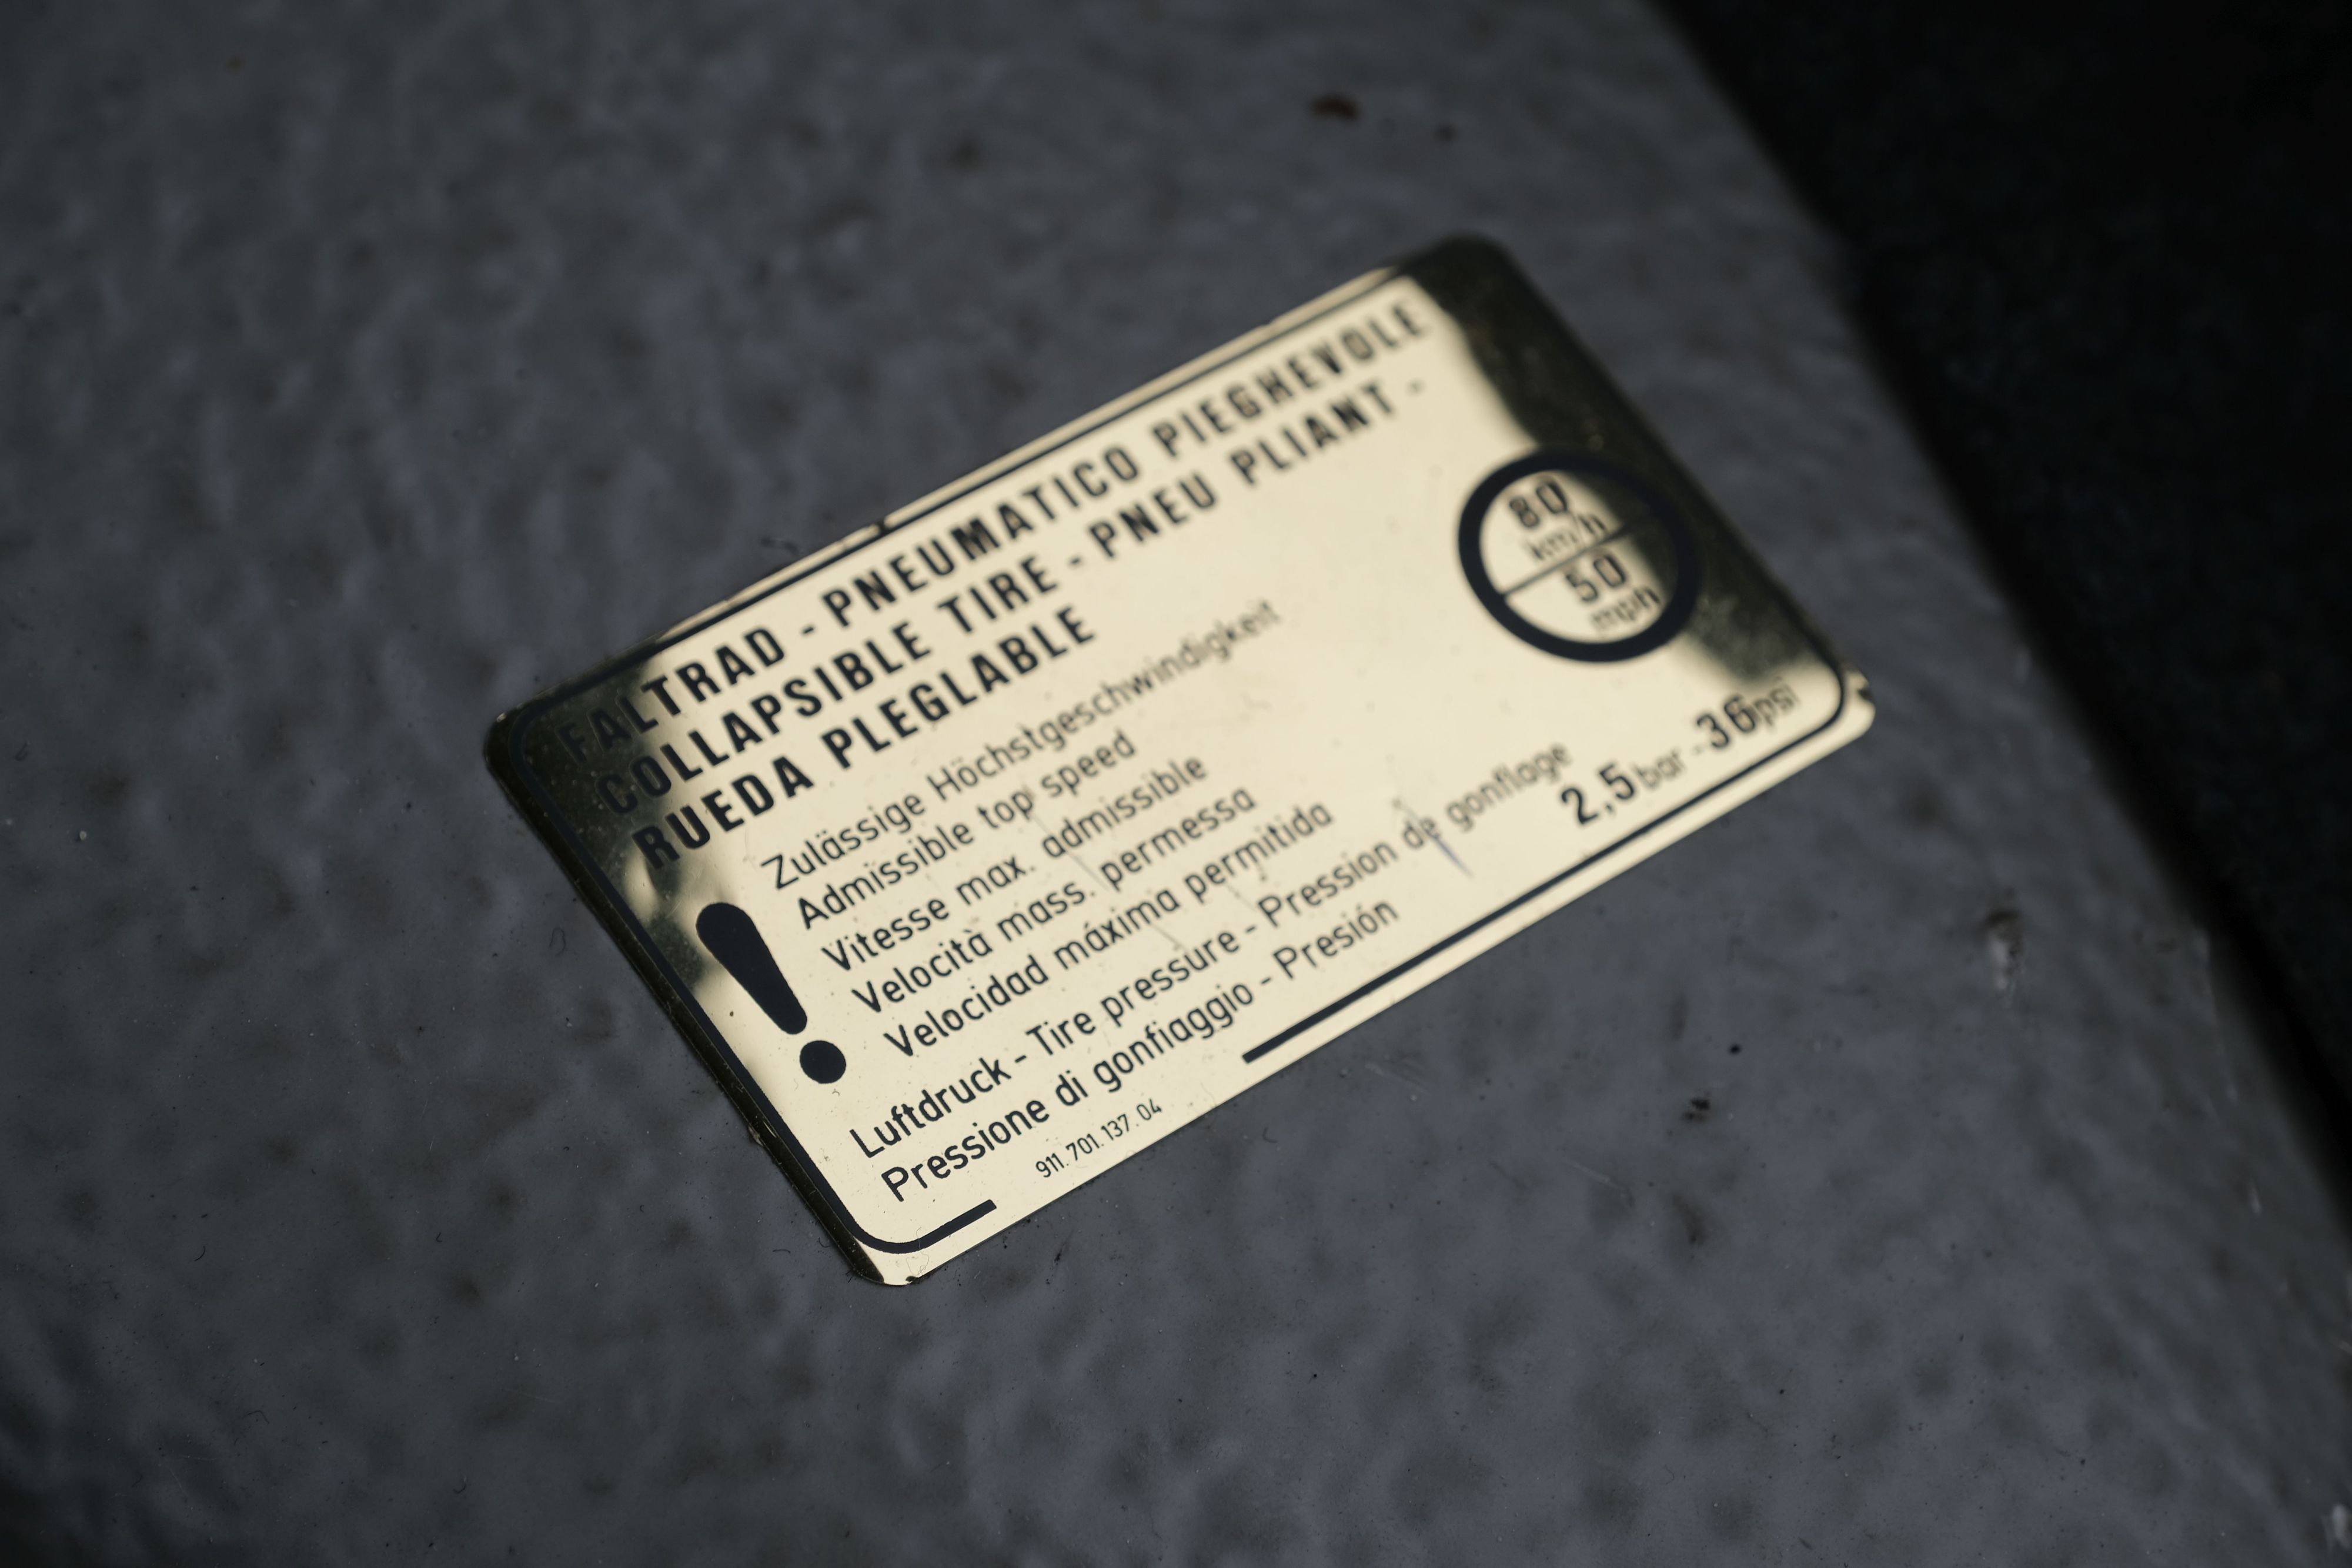 FALTRAD - PNEUMATICO PIEGHEVOLE
COLLAPSIBLE TIRE - PNEU PLIANT -
RUEDA PLEGLABLE
80
km/h
50
mph
!
Zulässige Höchstgeschwindigkeit
Admissible top speed
Vitesse max. admissible
Velocità mass. permessa
Velocidad máxima permitida
Luftdruck - Tire pressure - Pression de gonflage
Pressione di gonfiaggio - Presión
2,5 bar - 36psi
911.701.137.04